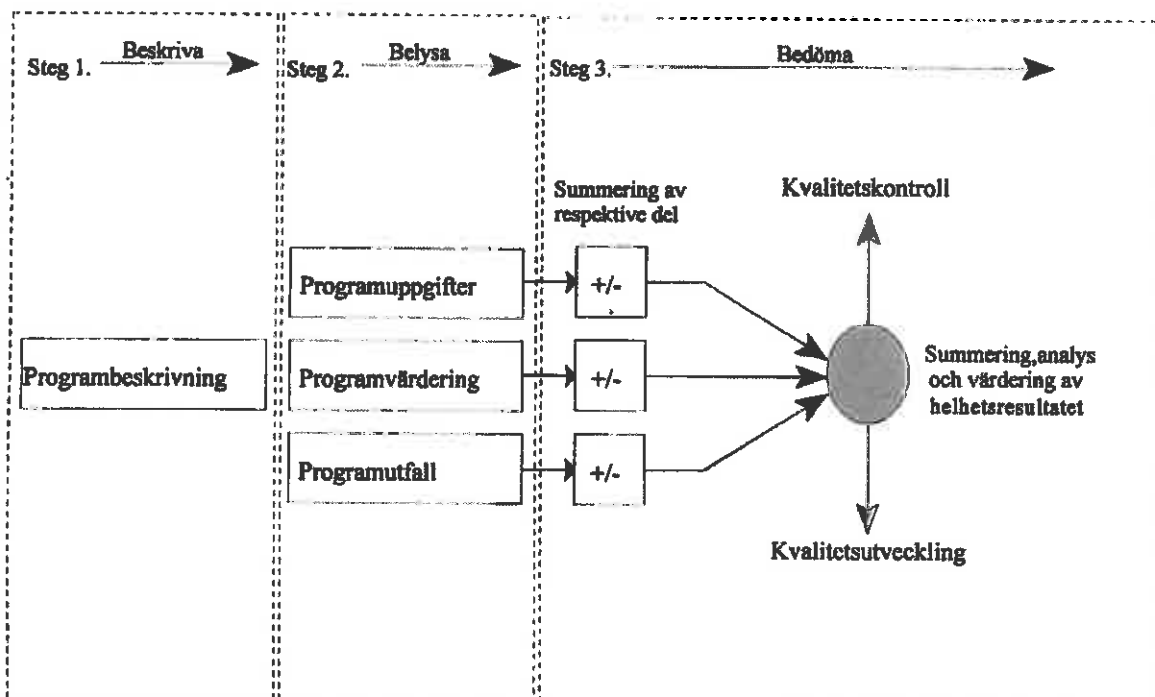 Steg 1.
Beskriva
Steg 2.
Belysa
Steg 3.
Bedöma
Summering av
respektive del
Kvalitetskontroll
Programuppgifter
+/-
Programbeskrivning
Programvärdering
+/-
Summering,analys
och värdering av
helhetsresultatet
Programutfall
+/-
Kvalitetsutveckling